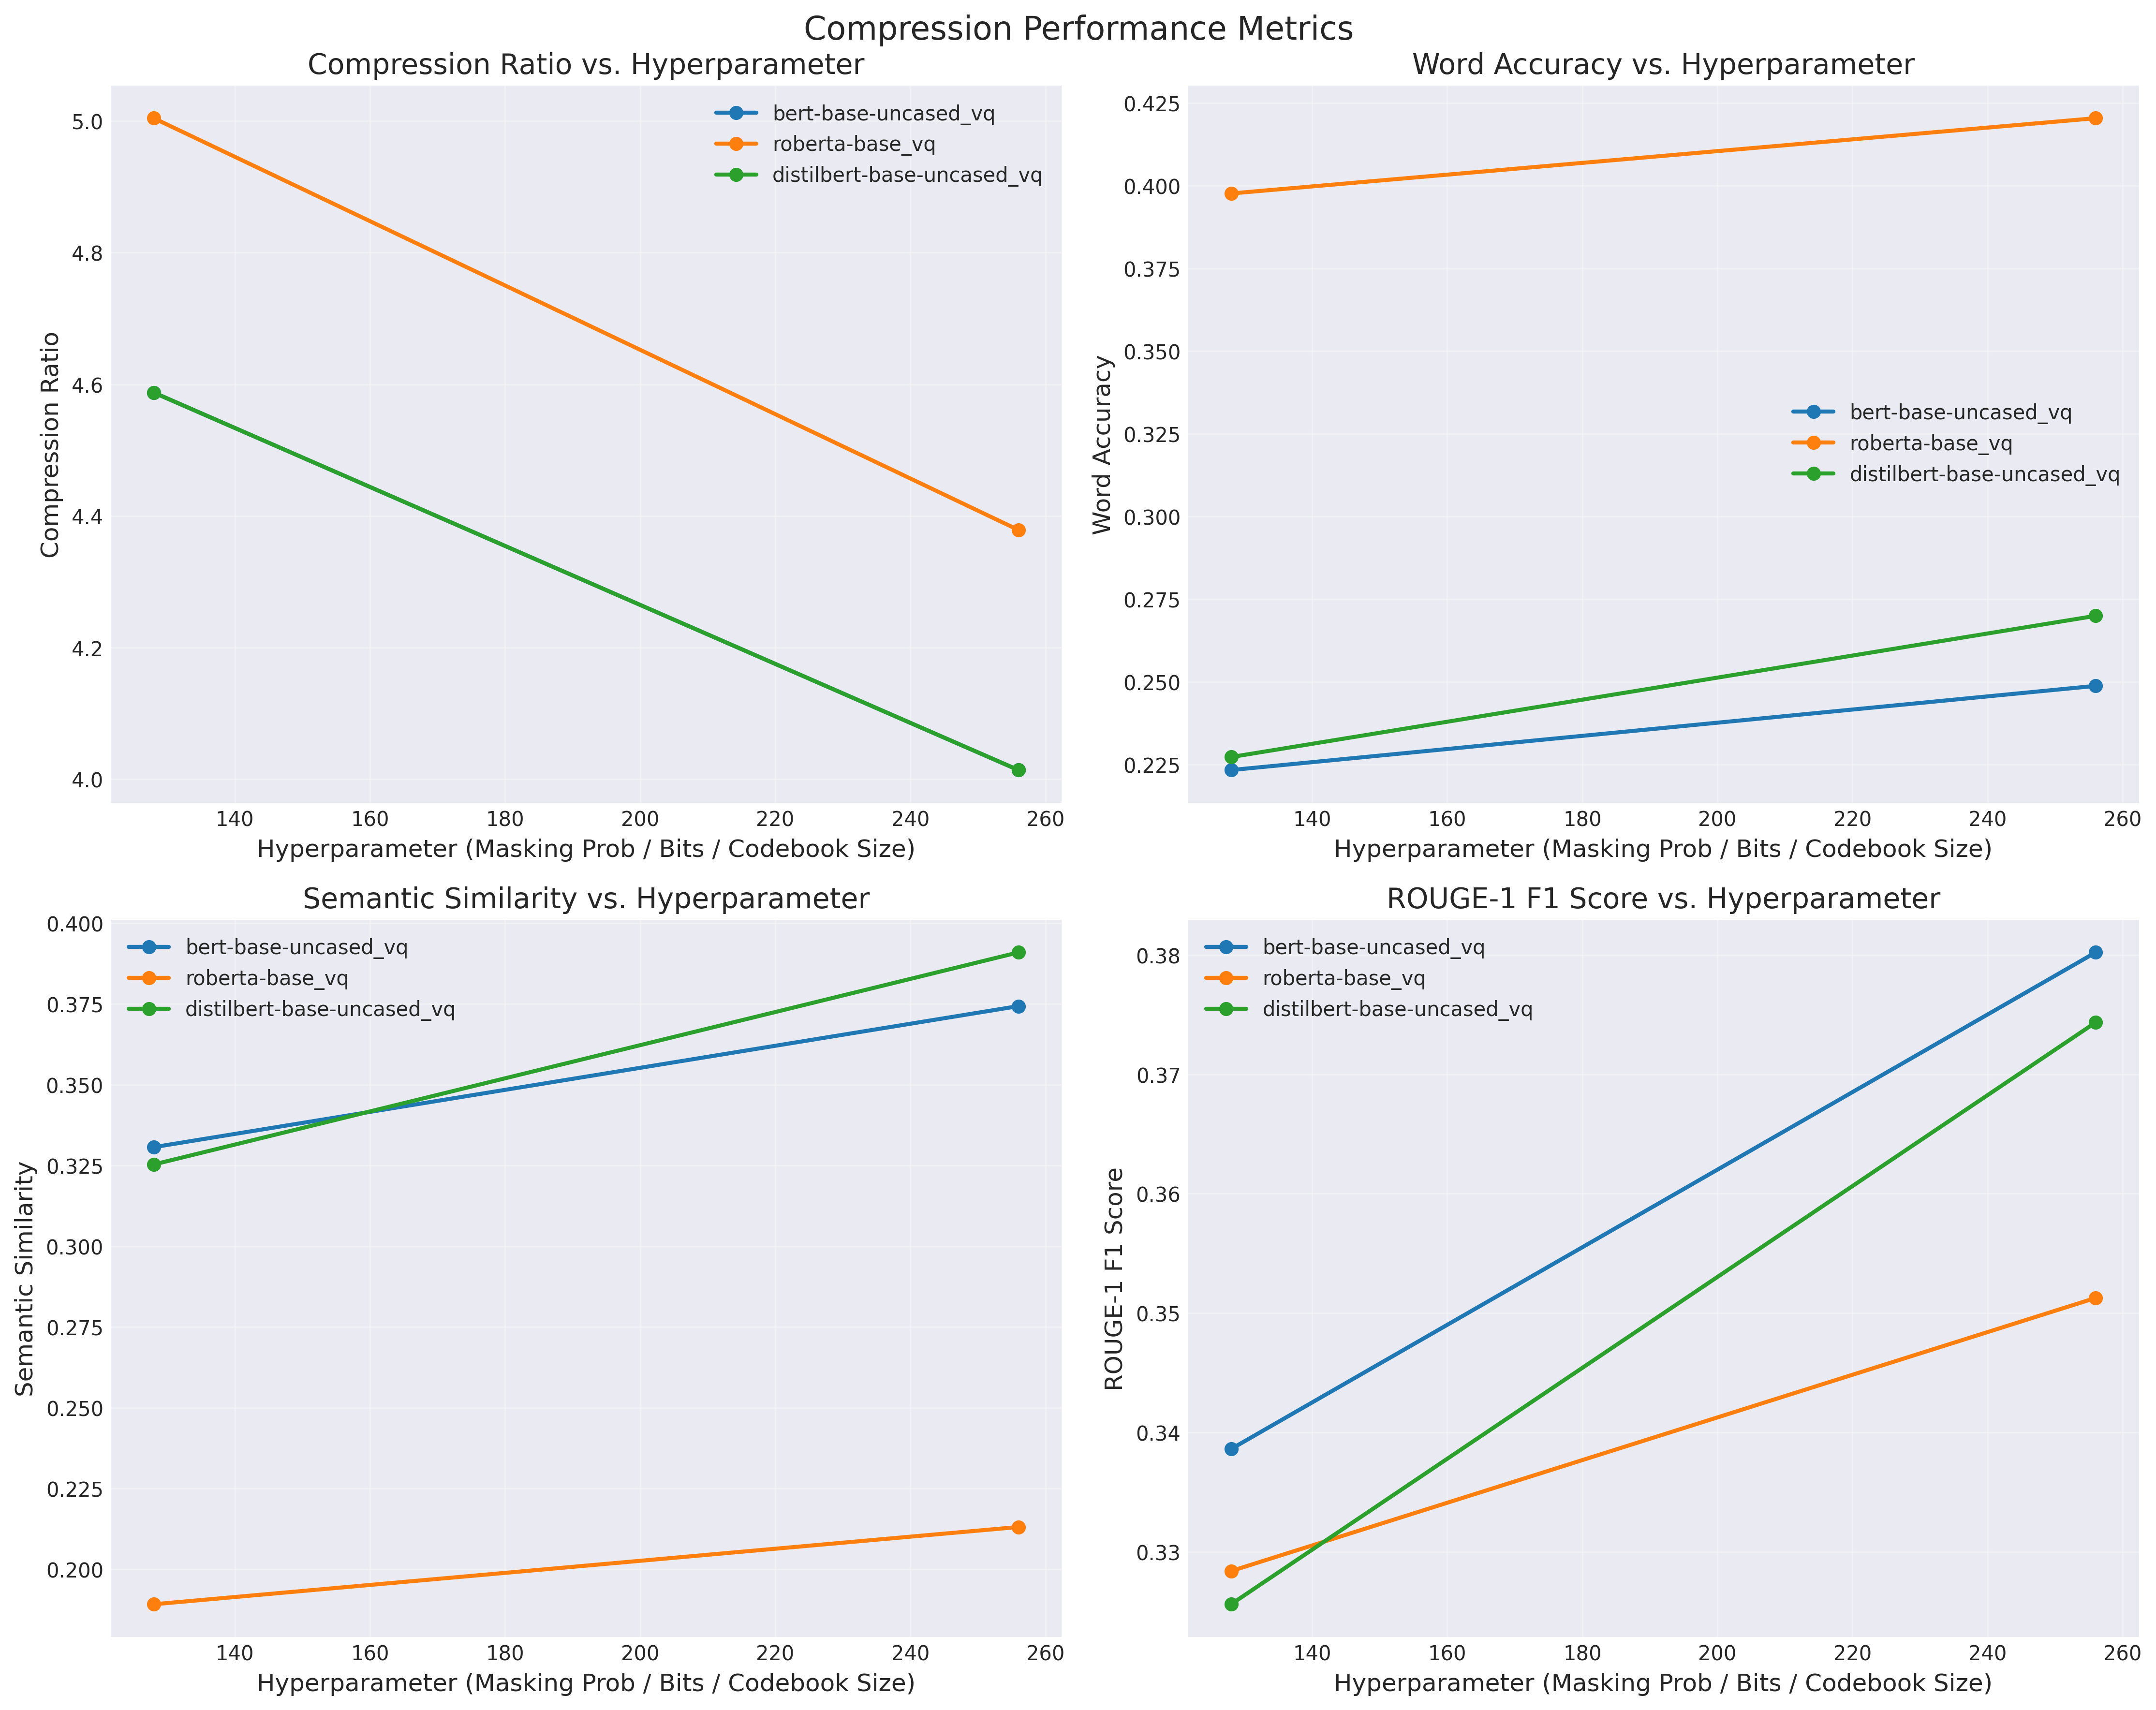 Compression Performance Metrics
Compression Ratio vs. Hyperparameter
5.0
4.8
4.6
4.4
4.2
4.0
Compression Ratio
bert-base-uncased_vq
roberta-base_vq
distilbert-base-uncased_vq
140 160 180 200 220 240 260
Hyperparameter (Masking Prob / Bits / Codebook Size)
Word Accuracy vs. Hyperparameter
0.425
0.400
0.375
0.350
0.325
0.300
0.275
0.250
0.225
Word Accuracy
bert-base-uncased_vq
roberta-base_vq
distilbert-base-uncased_vq
140 160 180 200 220 240 260
Hyperparameter (Masking Prob / Bits / Codebook Size)
Semantic Similarity vs. Hyperparameter
0.400
0.375
0.350
0.325
0.300
0.275
0.250
0.225
0.200
Semantic Similarity
bert-base-uncased_vq
roberta-base_vq
distilbert-base-uncased_vq
140 160 180 200 220 240 260
Hyperparameter (Masking Prob / Bits / Codebook Size)
ROUGE-1 F1 Score vs. Hyperparameter
0.38
0.37
0.36
0.35
0.34
0.33
ROUGE-1 F1 Score
bert-base-uncased_vq
roberta-base_vq
distilbert-base-uncased_vq
140 160 180 200 220 240 260
Hyperparameter (Masking Prob / Bits / Codebook Size)